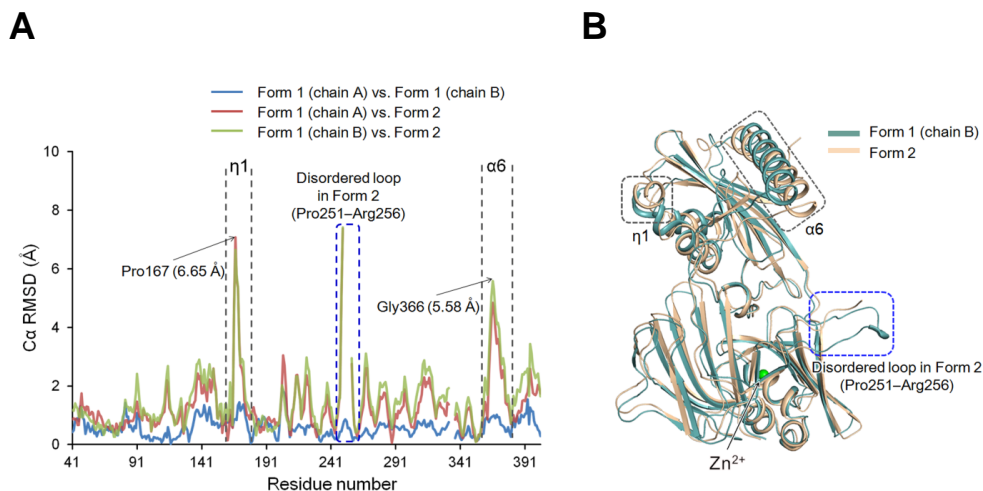 A
Form 1 (chain A) vs. Form 1 (chain B)
Form 1 (chain A) vs. Form 2
Form 1 (chain B) vs. Form 2
10
8
6
4
2
0
Cα RMSD (Å)
η1
Disordered loop
in Form 2
(Pro251–Arg256)
α6
Pro167 (6.65 Å)
Gly366 (5.58 Å)
41
91
141
191
241
291
341
391
Residue number
B
Form 1 (chain B)
Form 2
η1
α6
Disordered loop in Form 2
(Pro251–Arg256)
Zn²⁺